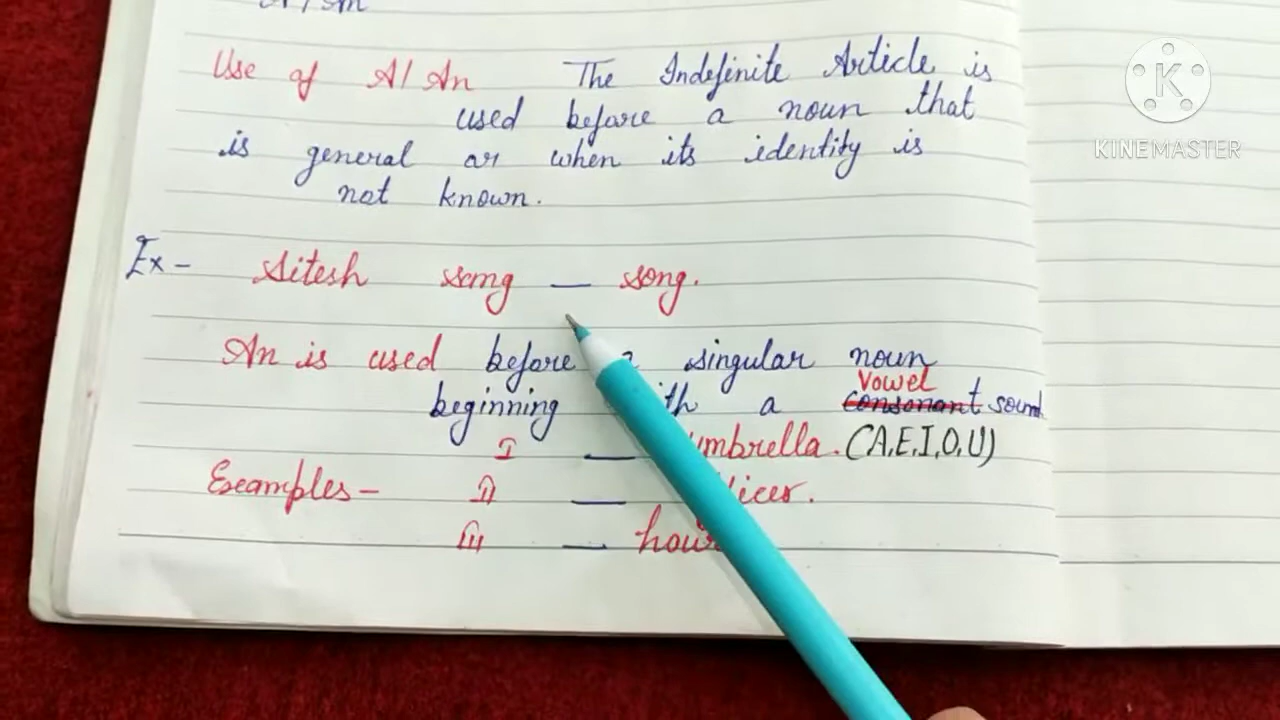 Use of A/An The Indefinite Article is
used before a noun that
is general or when its identity is
not known.
Ex- Sitesh sang — song.
An is used before a singular noun
Vowel
beginning with a consonant sound.
I — umbrella. (A,E,I,O,U)
Examples- II —
III — hour
K
KINEMASTER